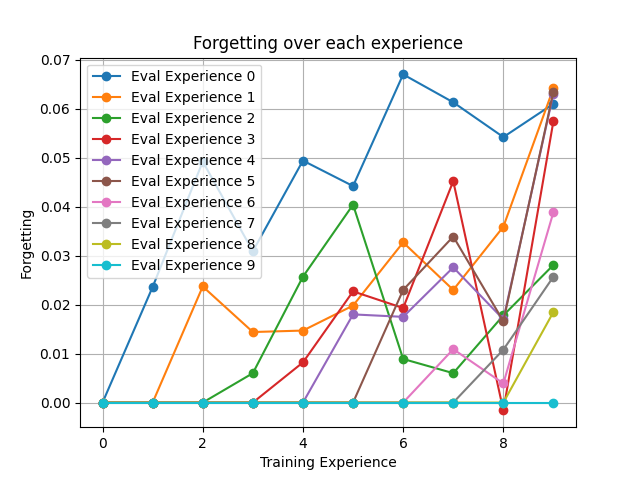 Forgetting over each experience
0.07
0.06
0.05
0.04
0.03
0.02
0.01
0.00
Forgetting
Eval Experience 0
Eval Experience 1
Eval Experience 2
Eval Experience 3
Eval Experience 4
Eval Experience 5
Eval Experience 6
Eval Experience 7
Eval Experience 8
Eval Experience 9
0 2 4 6 8
Training Experience